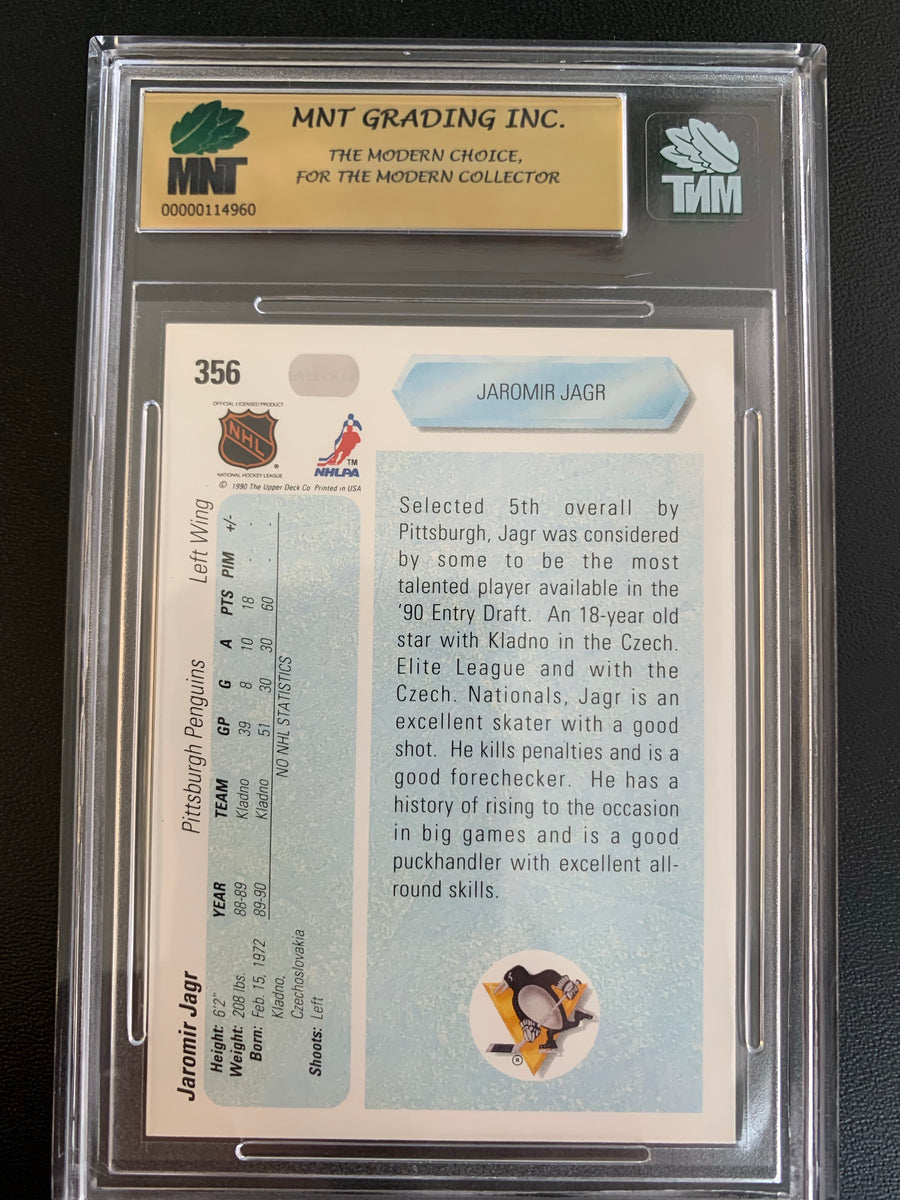 MNT GRADING INC.
THE MODERN CHOICE,
FOR THE MODERN COLLECTOR
MNT
00000114960
MNT
356
JAROMIR JAGR
OFFICIAL LICENSED PRODUCT
NHL
®
NATIONAL HOCKEY LEAGUE
TM
NHLPA
© 1990 The Upper Deck Co Printed in USA
Selected 5th overall by
Pittsburgh, Jagr was considered
by some to be the most
talented player available in the
'90 Entry Draft. An 18-year old
star with Kladno in the Czech.
Elite League and with the
Czech. Nationals, Jagr is an
excellent skater with a good
shot. He kills penalties and is a
good forechecker. He has a
history of rising to the occasion
in big games and is a good
puckhandler with excellent all-
round skills.
Jaromir Jagr Pittsburgh Penguins Left Wing
Height: 6'2"
Weight: 208 lbs.
Born: Feb. 15, 1972
Kladno,
Czechoslovakia
Shoots: Left
YEAR TEAM GP G A PTS PIM +/-
88-89 Kladno 39 8 10 18 - -
89-90 Kladno 51 30 30 60 - -
NO NHL STATISTICS
®